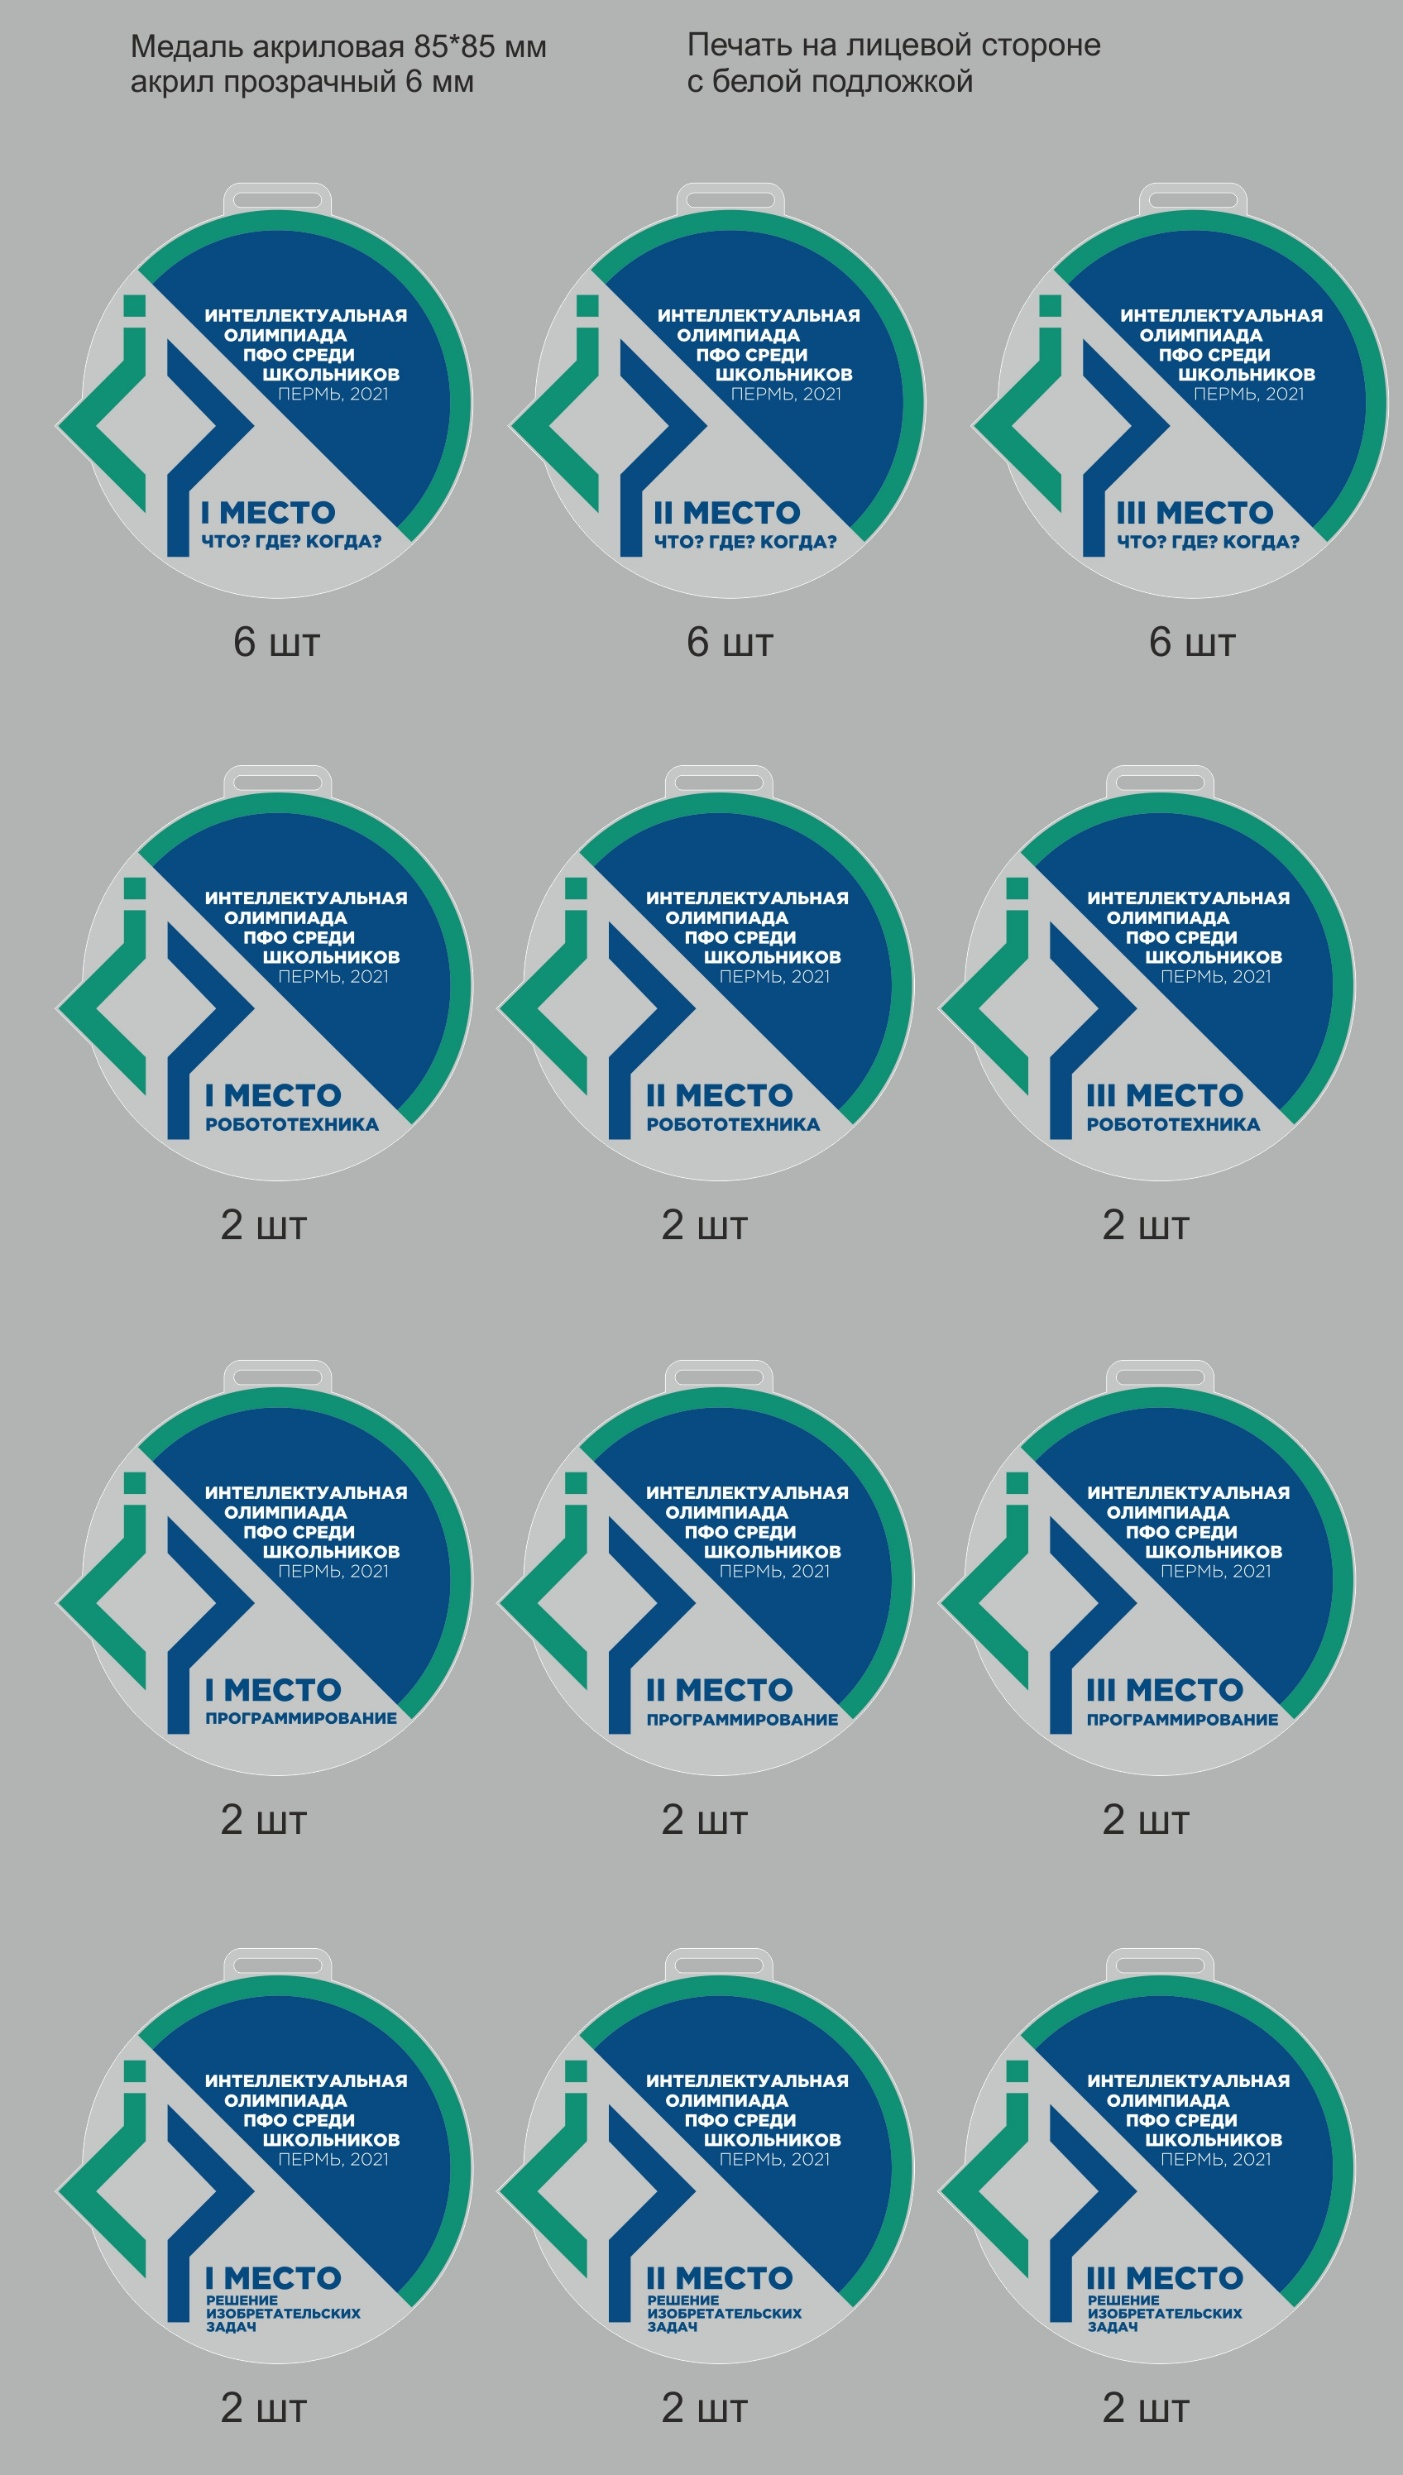 Медаль акриловая 85*85 мм
акрил прозрачный 6 мм
Печать на лицевой стороне
с белой подложкой
ИНТЕЛЛЕКТУАЛЬНАЯ
ОЛИМПИАДА
ПФО СРЕДИ
ШКОЛЬНИКОВ
ПЕРМЬ, 2021
I МЕСТО
ЧТО? ГДЕ? КОГДА?
6 шт
ИНТЕЛЛЕКТУАЛЬНАЯ
ОЛИМПИАДА
ПФО СРЕДИ
ШКОЛЬНИКОВ
ПЕРМЬ, 2021
II МЕСТО
ЧТО? ГДЕ? КОГДА?
6 шт
ИНТЕЛЛЕКТУАЛЬНАЯ
ОЛИМПИАДА
ПФО СРЕДИ
ШКОЛЬНИКОВ
ПЕРМЬ, 2021
III МЕСТО
ЧТО? ГДЕ? КОГДА?
6 шт
ИНТЕЛЛЕКТУАЛЬНАЯ
ОЛИМПИАДА
ПФО СРЕДИ
ШКОЛЬНИКОВ
ПЕРМЬ, 2021
I МЕСТО
РОБОТОТЕХНИКА
2 шт
ИНТЕЛЛЕКТУАЛЬНАЯ
ОЛИМПИАДА
ПФО СРЕДИ
ШКОЛЬНИКОВ
ПЕРМЬ, 2021
II МЕСТО
РОБОТОТЕХНИКА
2 шт
ИНТЕЛЛЕКТУАЛЬНАЯ
ОЛИМПИАДА
ПФО СРЕДИ
ШКОЛЬНИКОВ
ПЕРМЬ, 2021
III МЕСТО
РОБОТОТЕХНИКА
2 шт
ИНТЕЛЛЕКТУАЛЬНАЯ
ОЛИМПИАДА
ПФО СРЕДИ
ШКОЛЬНИКОВ
ПЕРМЬ, 2021
I МЕСТО
ПРОГРАММИРОВАНИЕ
2 шт
ИНТЕЛЛЕКТУАЛЬНАЯ
ОЛИМПИАДА
ПФО СРЕДИ
ШКОЛЬНИКОВ
ПЕРМЬ, 2021
II МЕСТО
ПРОГРАММИРОВАНИЕ
2 шт
ИНТЕЛЛЕКТУАЛЬНАЯ
ОЛИМПИАДА
ПФО СРЕДИ
ШКОЛЬНИКОВ
ПЕРМЬ, 2021
III МЕСТО
ПРОГРАММИРОВАНИЕ
2 шт
ИНТЕЛЛЕКТУАЛЬНАЯ
ОЛИМПИАДА
ПФО СРЕДИ
ШКОЛЬНИКОВ
ПЕРМЬ, 2021
I МЕСТО
РЕШЕНИЕ
ИЗОБРЕТАТЕЛЬСКИХ
ЗАДАЧ
2 шт
ИНТЕЛЛЕКТУАЛЬНАЯ
ОЛИМПИАДА
ПФО СРЕДИ
ШКОЛЬНИКОВ
ПЕРМЬ, 2021
II МЕСТО
РЕШЕНИЕ
ИЗОБРЕТАТЕЛЬСКИХ
ЗАДАЧ
2 шт
ИНТЕЛЛЕКТУАЛЬНАЯ
ОЛИМПИАДА
ПФО СРЕДИ
ШКОЛЬНИКОВ
ПЕРМЬ, 2021
III МЕСТО
РЕШЕНИЕ
ИЗОБРЕТАТЕЛЬСКИХ
ЗАДАЧ
2 шт